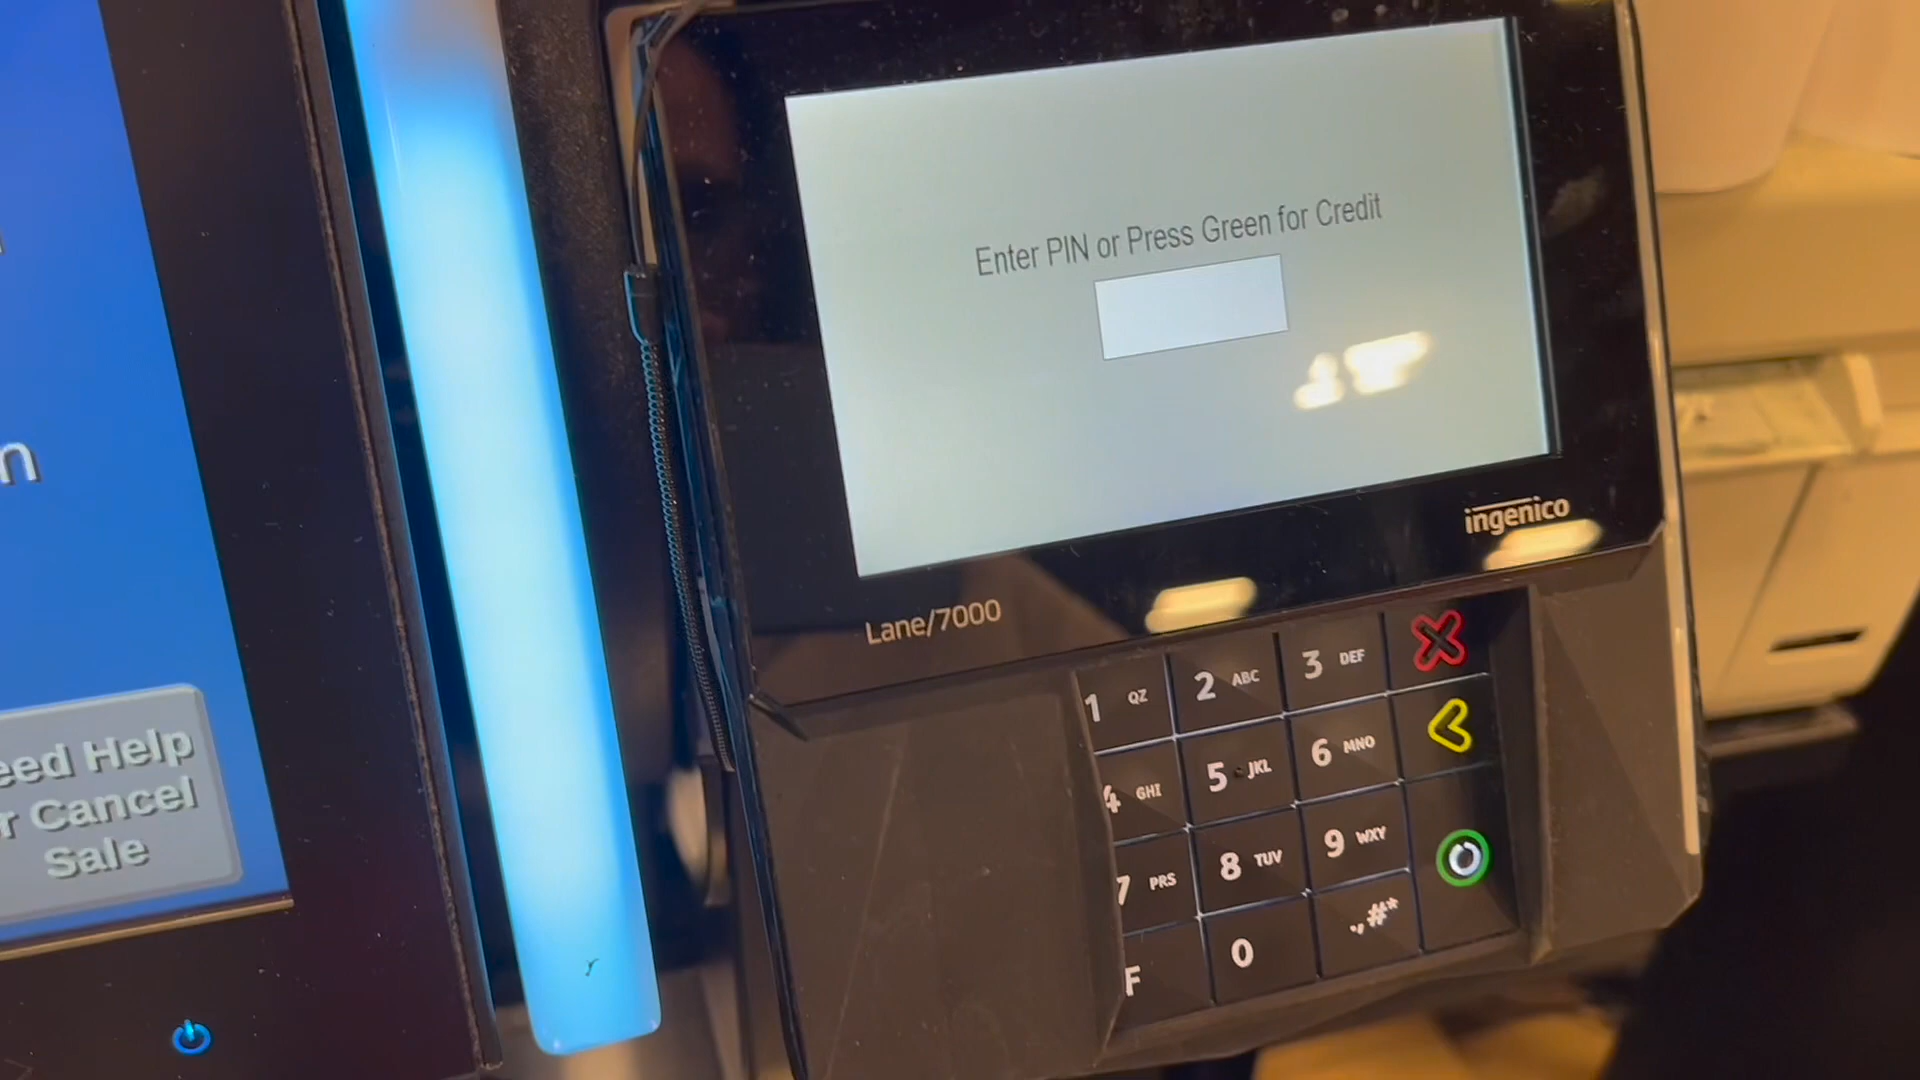 n
eed Help
r Cancel
Sale
Enter PIN or Press Green for Credit
ingenico
Lane/7000
1 QZ
2 ABC
3 DEF
4 GHI
5 JKL
6 MNO
7 PRS
8 TUV
9 WXY
F
0
.,#*